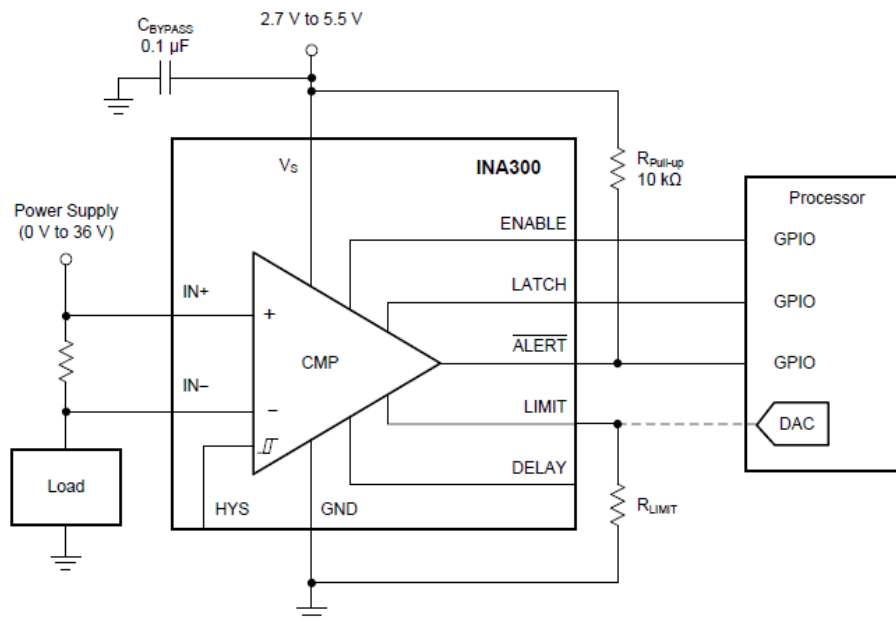 2.7 V to 5.5 V
CBYPASS
0.1 µF
VS
INA300
RPull-up
10 kΩ
Processor
Power Supply
(0 V to 36 V)
ENABLE
GPIO
IN+
LATCH
GPIO
+
CMP
ALERT
GPIO
IN−
−
LIMIT
DAC
DELAY
Load
HYS
GND
RLIMIT